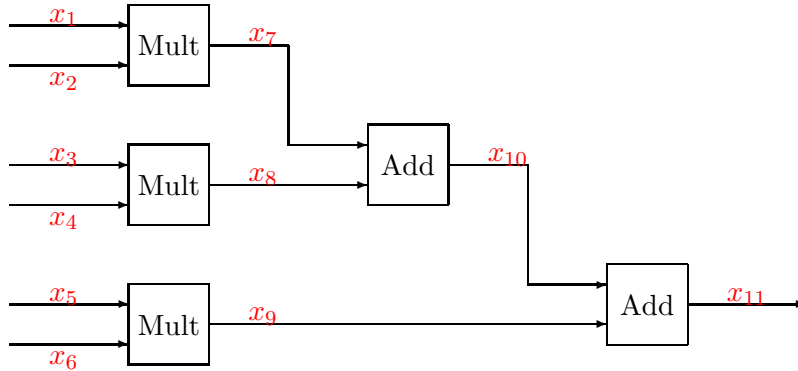 x₁
Mult
x₇
x₂
x₃
Mult
x₈
Add
x₁₀
x₄
x₅
Mult
x₉
Add
x₁₁
x₆